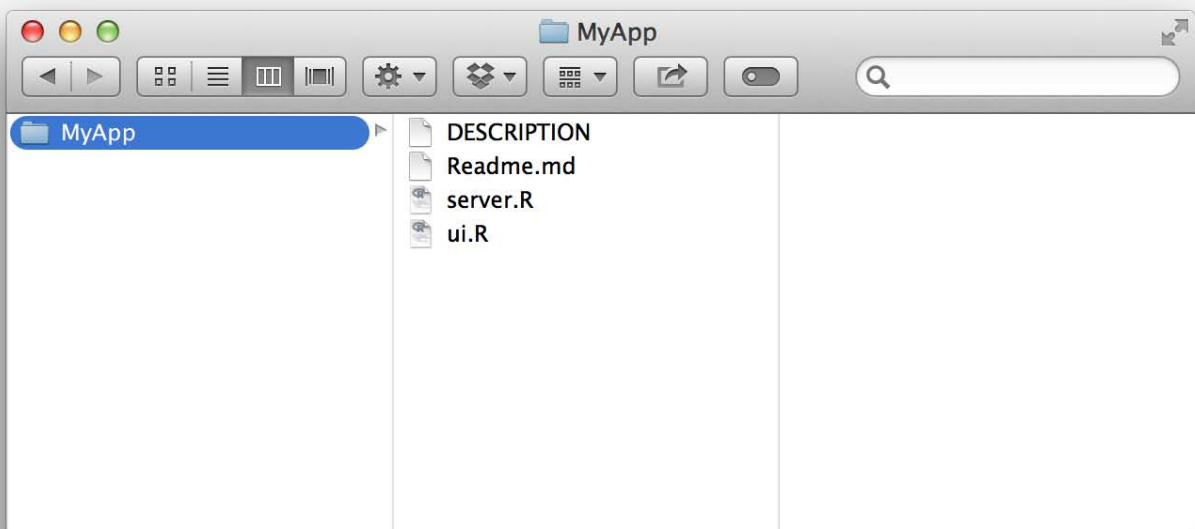 MyApp
MyApp
DESCRIPTION
Readme.md
server.R
ui.R